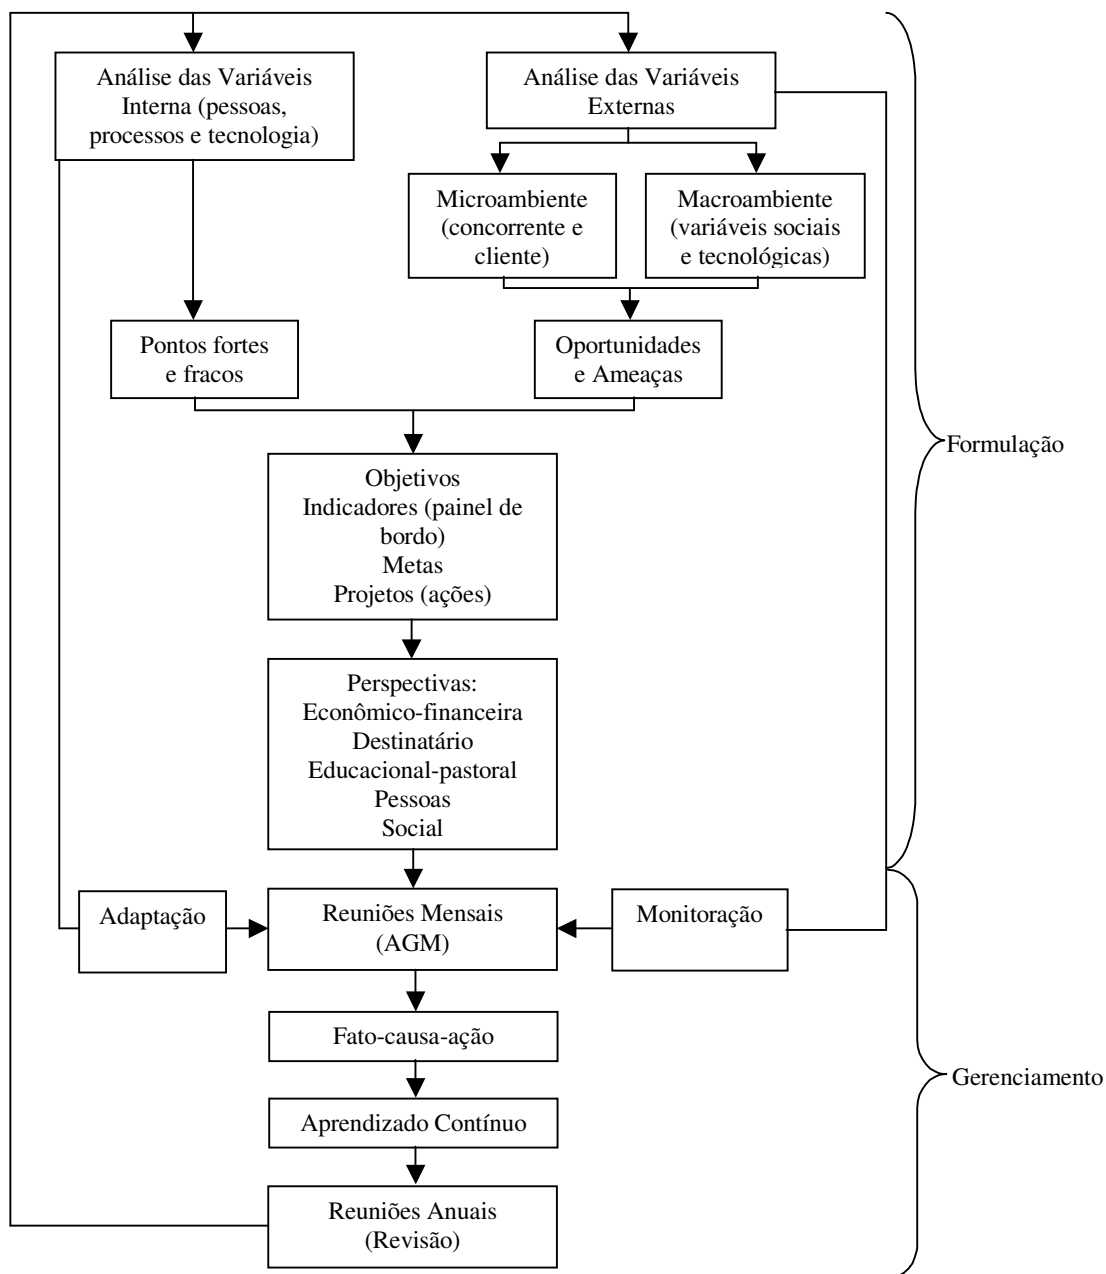 Análise das Variáveis
Interna (pessoas,
processos e tecnologia)
Análise das Variáveis
Externas
Microambiente
(concorrente e
cliente)
Macroambiente
(variáveis sociais
e tecnológicas)
Pontos fortes
e fracos
Oportunidades
e Ameaças
Formulação
Objetivos
Indicadores (painel de
bordo)
Metas
Projetos (ações)
Perspectivas:
Econômico-financeira
Destinatário
Educacional-pastoral
Pessoas
Social
Adaptação
Reuniões Mensais
(AGM)
Monitoração
Fato-causa-ação
Gerenciamento
Aprendizado Contínuo
Reuniões Anuais
(Revisão)